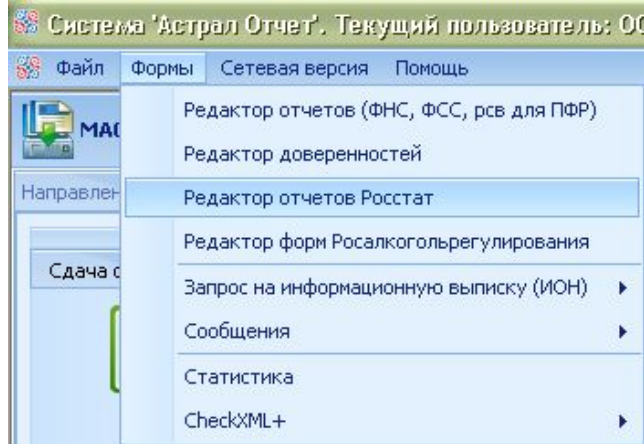 Система 'Астрал Отчет'. Текущий пользователь:
Файл Формы Сетевая версия Помощь
Редактор отчетов (ФНС, ФСС, рсв для ПФР)
Редактор доверенностей
Редактор отчетов Росстат
Редактор форм Росалкогольрегулирования
Запрос на информационную выписку (ИОН)
Сообщения
Статистика
CheckXML+
МАС
Направлен
Сдача о